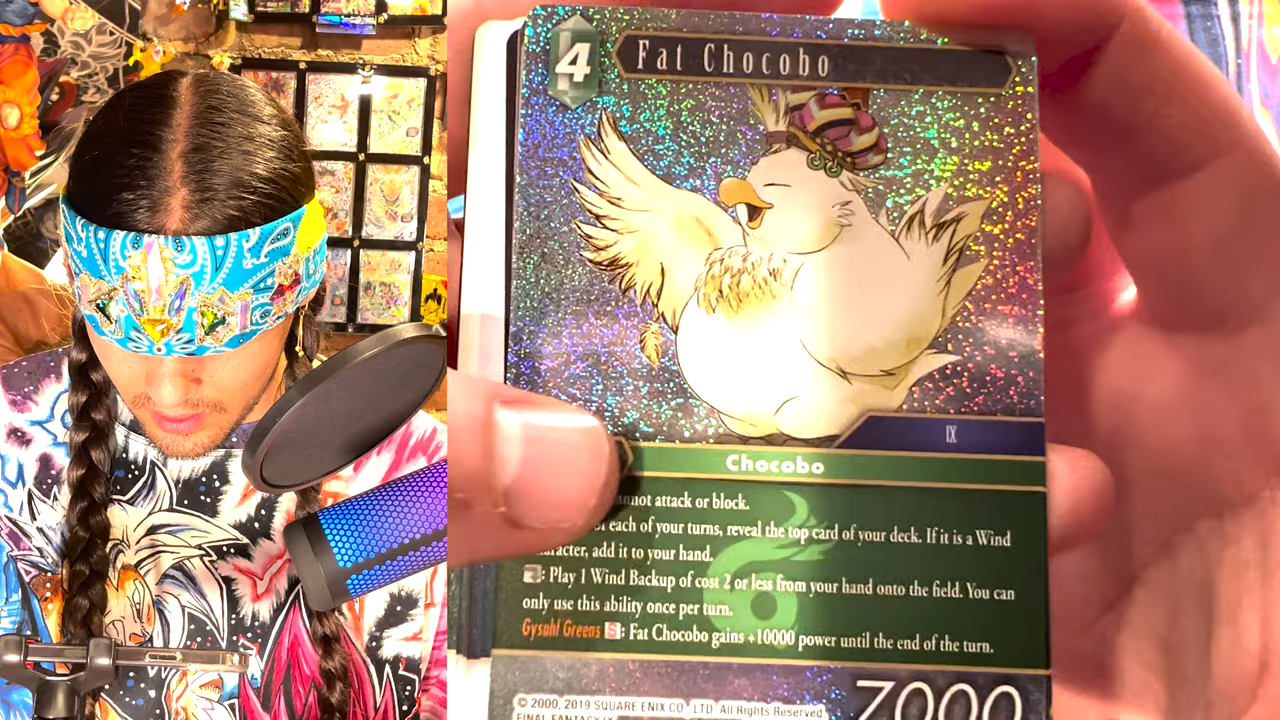 4
Fat Chocobo
IX
Chocobo
attack or block.
each of your turns, reveal the top card of your deck. If it is a Wind
add it to your hand.
: Play 1 Wind Backup of cost 2 or less from your hand onto the field. You can
only use this ability once per turn.
Gysahl Greens S: Fat Chocobo gains +10000 power until the end of the turn.
7000
© 2000, 2019 SQUARE ENIX CO., LTD. All Rights Reserved.
FINAL FANTASY IX